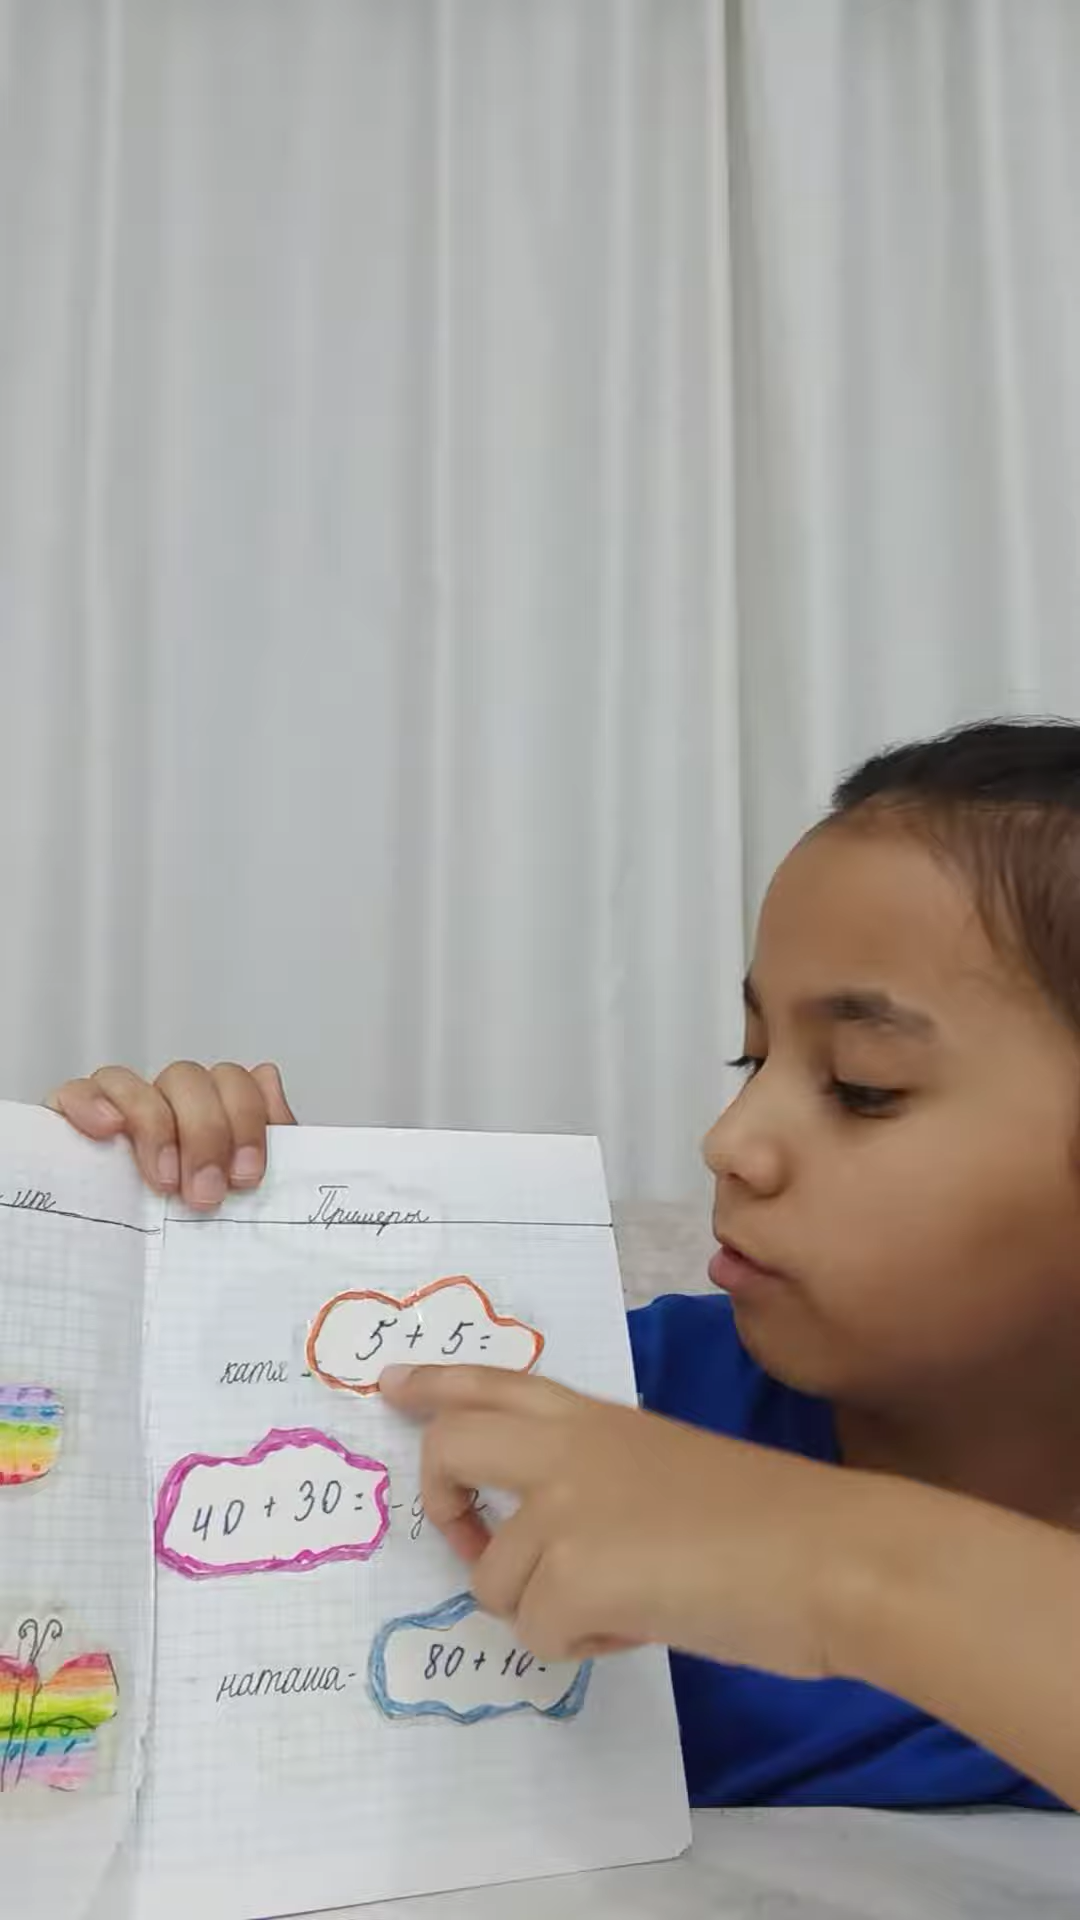 Примеры
катя - 5 + 5 =
40 + 30 = -
наташа - 80 + 10